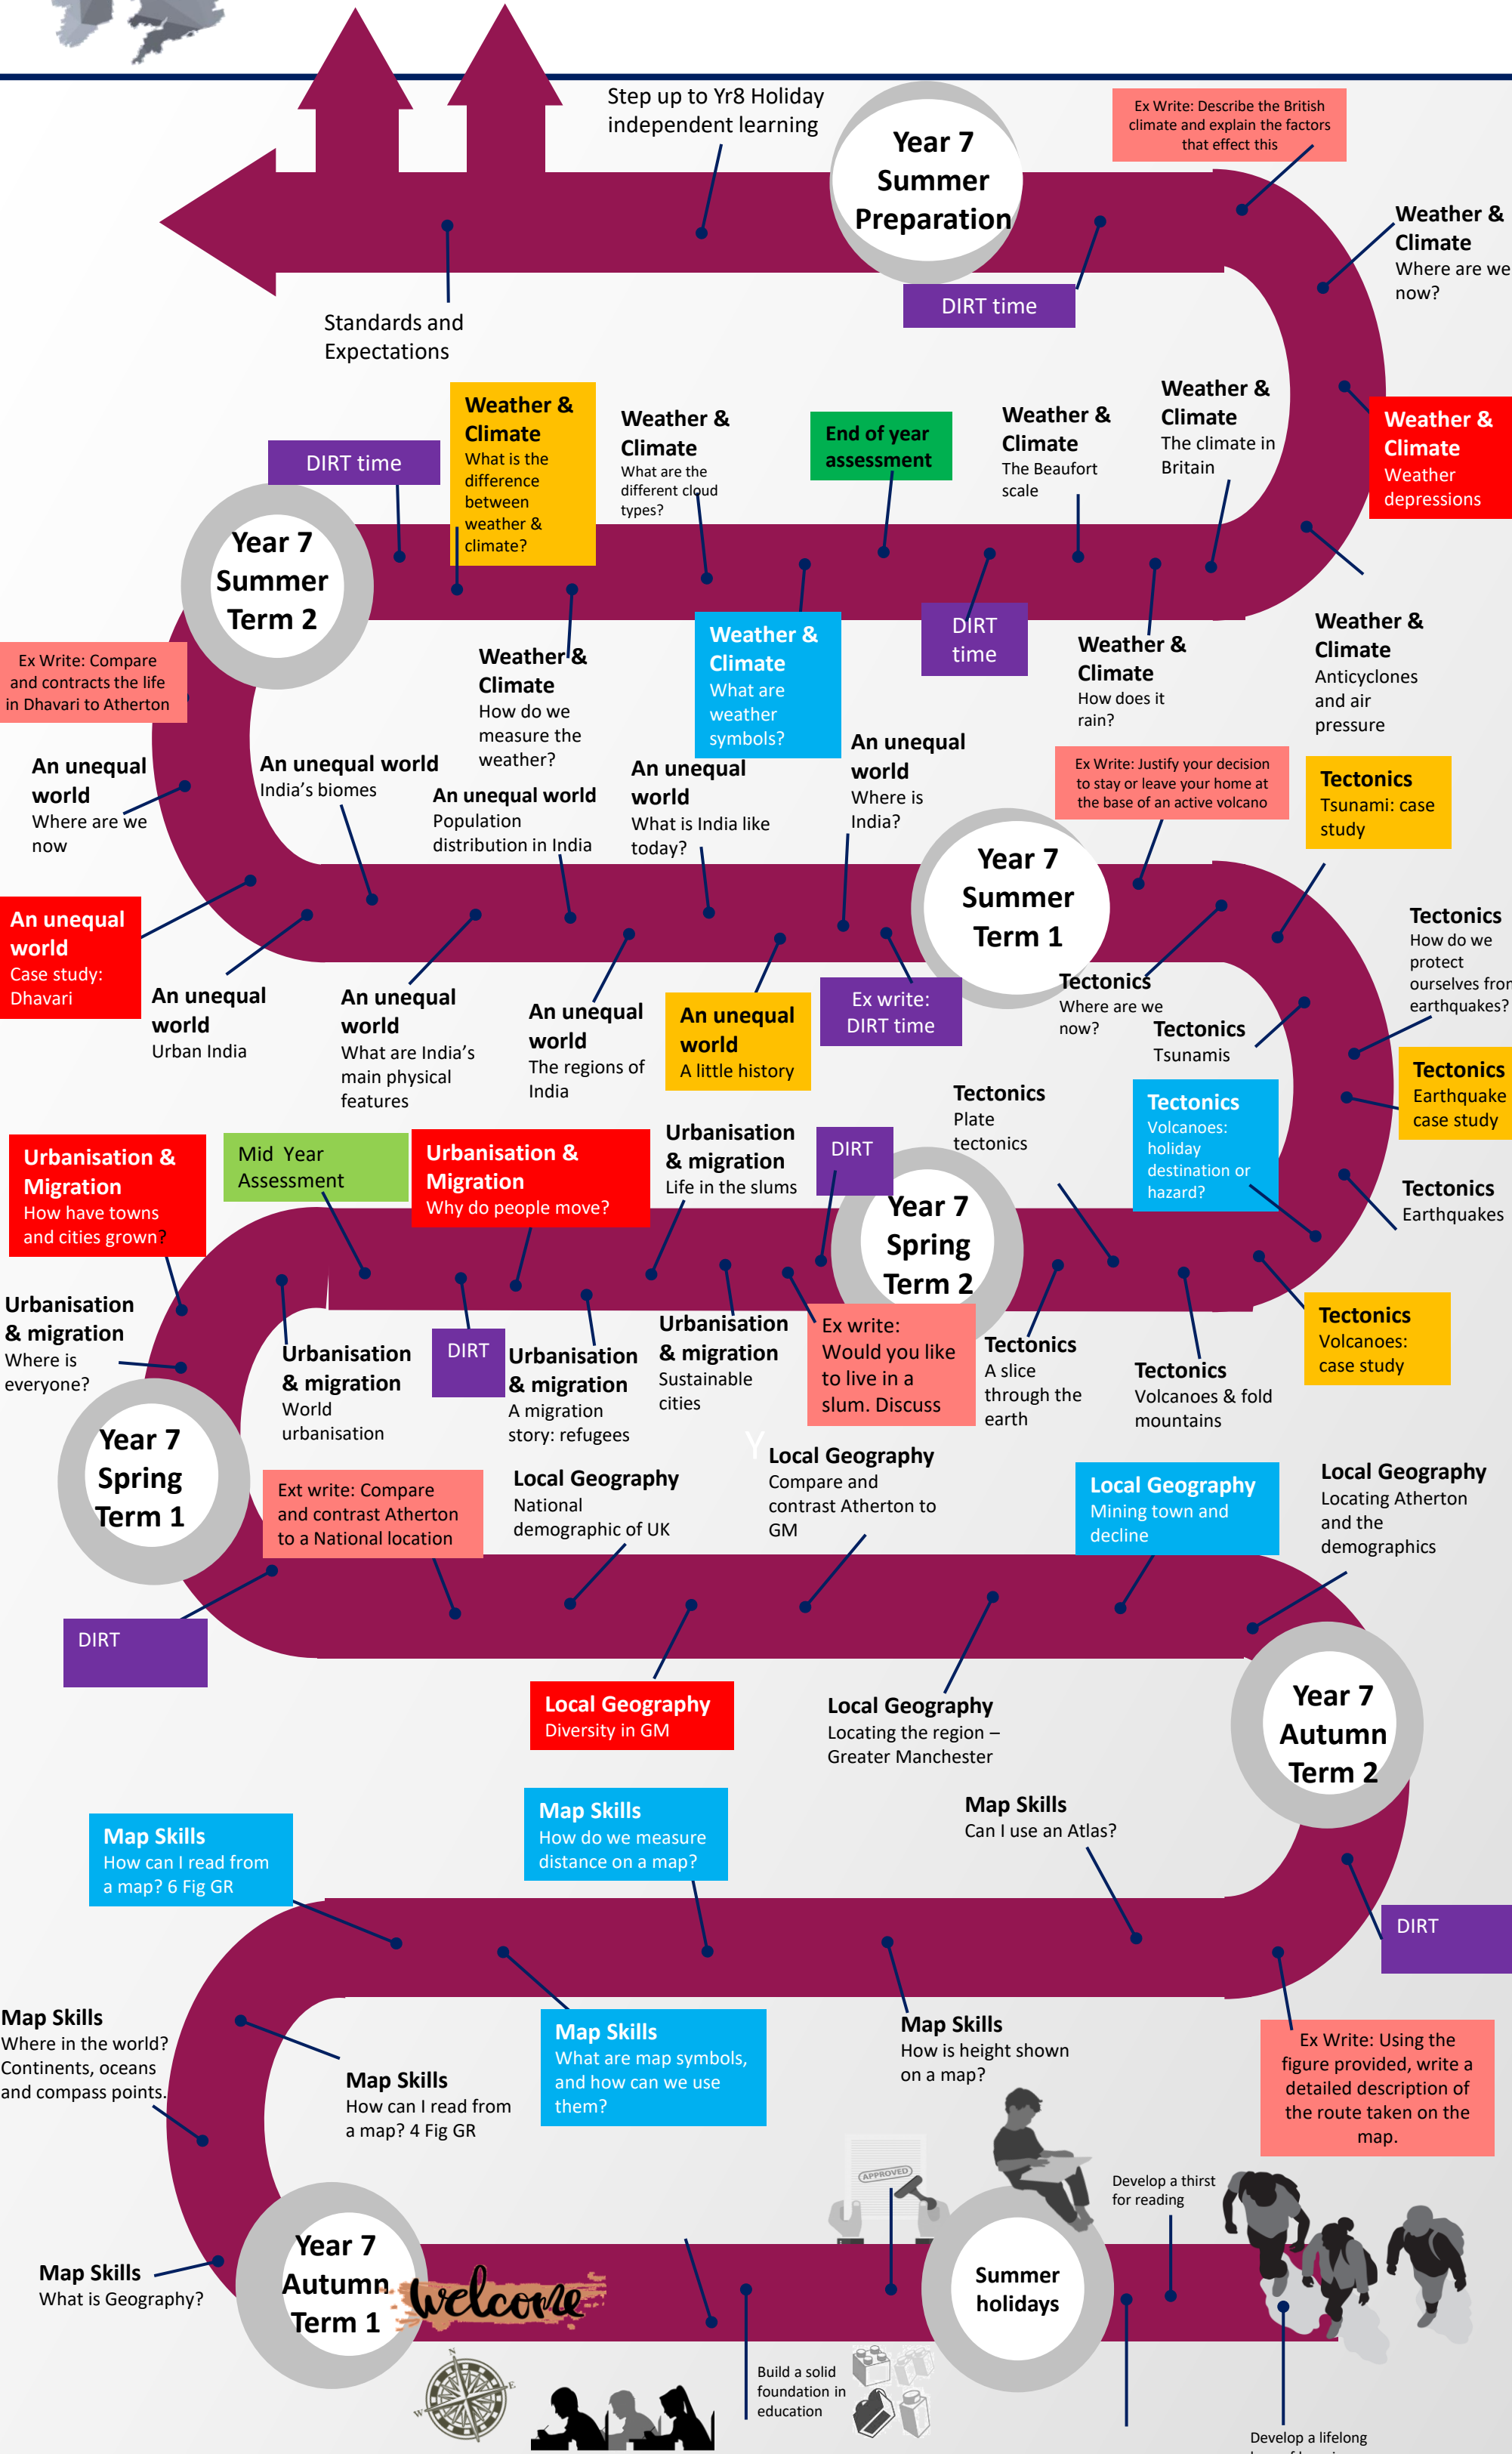 Step up to Yr8 Holiday
independent learning
Year 7
Summer
Preparation
Ex Write: Describe the British
climate and explain the factors
that effect this
Weather &
Climate
Where are we
now?
DIRT time
Standards and
Expectations
DIRT time
Weather &
Climate
What is the
difference
between
weather &
climate?
Weather &
Climate
What are the
different cloud
types?
End of year
assessment
Weather &
Climate
The Beaufort
scale
Weather &
Climate
The climate in
Britain
Weather &
Climate
Weather
depressions
Year 7
Summer
Term 2
Ex Write: Compare
and contracts the life
in Dhavari to Atherton
Weather &
Climate
How do we
measure the
weather?
Weather &
Climate
What are
weather
symbols?
DIRT
time
Weather &
Climate
How does it
rain?
Weather &
Climate
Anticyclones
and air
pressure
An unequal
world
Where are we
now
An unequal world
India's biomes
An unequal world
Population
distribution in India
An unequal
world
What is India like
today?
An unequal
world
Where is
India?
Ex Write: Justify your decision
to stay or leave your home at
the base of an active volcano
Tectonics
Tsunami: case
study
Year 7
Summer
Term 1
An unequal
world
Case study:
Dhavari
An unequal
world
Urban India
An unequal
world
What are India's
main physical
features
An unequal
world
The regions of
India
An unequal
world
A little history
Ex write:
DIRT time
Tectonics
Where are we
now?
Tectonics
Tsunamis
Tectonics
How do we
protect
ourselves from
earthquakes?
Tectonics
Earthquake
case study
Tectonics
Plate
tectonics
Tectonics
Volcanoes:
holiday
destination or
hazard?
Tectonics
Earthquakes
Urbanisation &
Migration
How have towns
and cities grown?
Mid Year
Assessment
Urbanisation &
Migration
Why do people move?
Urbanisation
& migration
Life in the slums
DIRT
Year 7
Spring
Term 2
Urbanisation
& migration
Where is
everyone?
Urbanisation
& migration
World
urbanisation
DIRT
Urbanisation
& migration
A migration
story: refugees
Urbanisation
& migration
Sustainable
cities
Ex write:
Would you like
to live in a
slum. Discuss
Tectonics
A slice
through the
earth
Tectonics
Volcanoes & fold
mountains
Tectonics
Volcanoes:
case study
Year 7
Spring
Term 1
Ext write: Compare
and contrast Atherton
to a National location
Local Geography
National
demographic of UK
Y
Local Geography
Compare and
contrast Atherton to
GM
Local Geography
Mining town and
decline
Local Geography
Locating Atherton
and the
demographics
DIRT
Local Geography
Diversity in GM
Local Geography
Locating the region –
Greater Manchester
Year 7
Autumn
Term 2
Map Skills
How can I read from
a map? 6 Fig GR
Map Skills
How do we measure
distance on a map?
Map Skills
Can I use an Atlas?
DIRT
Map Skills
Where in the world?
Continents, oceans
and compass points.
Map Skills
How can I read from
a map? 4 Fig GR
Map Skills
What are map symbols,
and how can we use
them?
Map Skills
How is height shown
on a map?
Ex Write: Using the
figure provided, write a
detailed description of
the route taken on the
map.
APPROVED
Develop a thirst
for reading
Map Skills
What is Geography?
Year 7
Autumn
Term 1
welcome
Summer
holidays
N
W
E
Build a solid
foundation in
education
Develop a lifelong